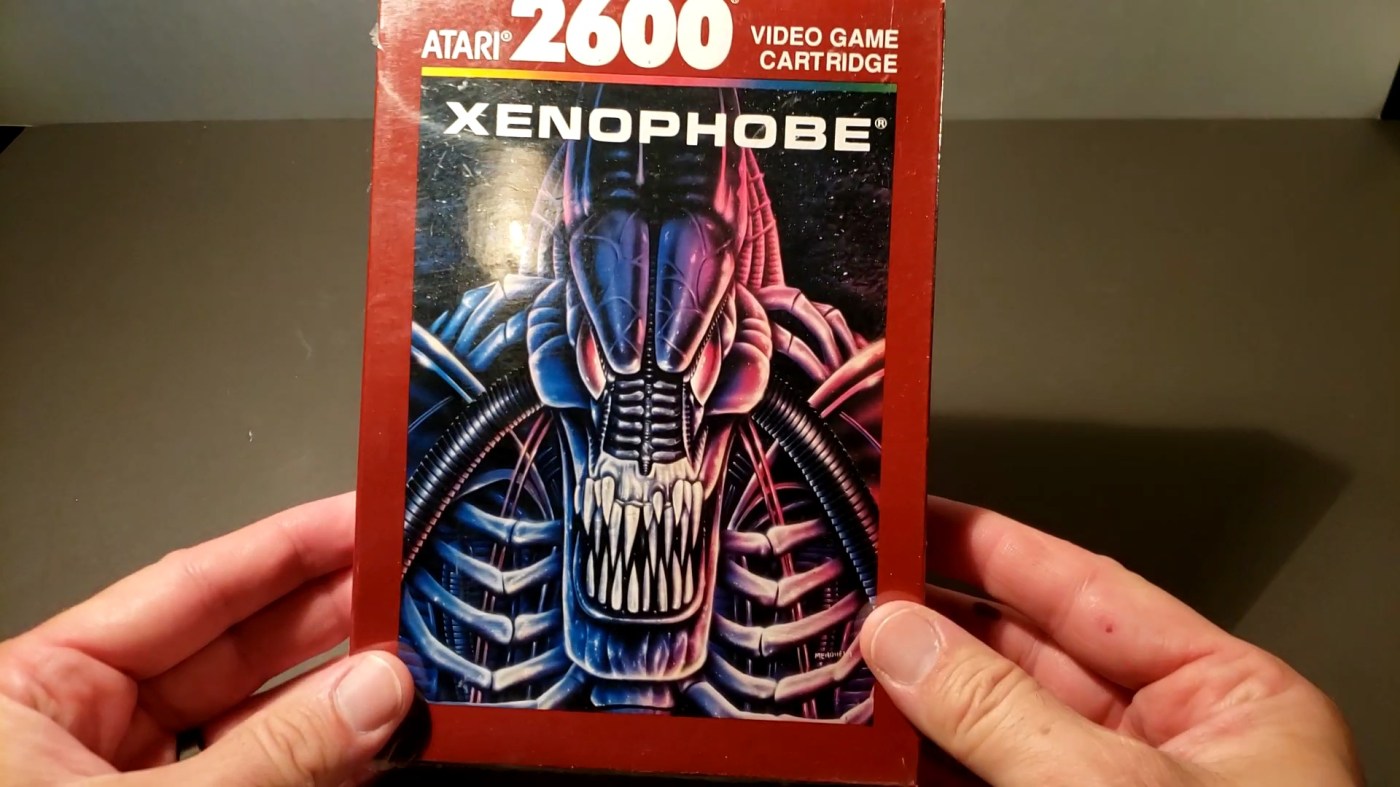 ATARI® 2600® VIDEO GAME
CARTRIDGE
XENOPHOBE®